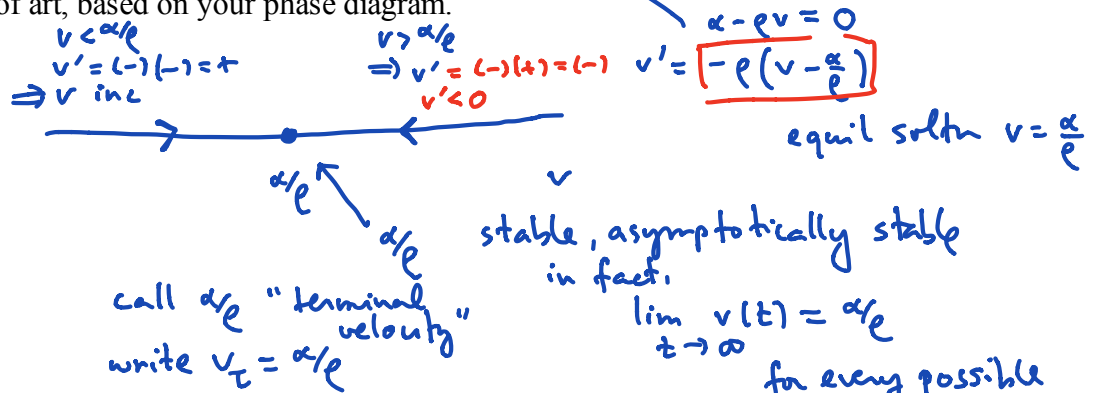 of art, based on your phase diagram.
v < α/ρ
v' = (-)(-) = +
⇒ v inc
v > α/ρ
⇒ v' = (-)(+) = (-)
v' < 0
α - ρv = 0
v' = -ρ(v - α/ρ)
equil soltn v = α/ρ
α/ρ
v
α/ρ
stable, asymptotically stable
in fact.
call α/ρ "terminal
velocity"
write v_τ = α/ρ
lim v(t) = α/ρ
t → ∞
for every possible